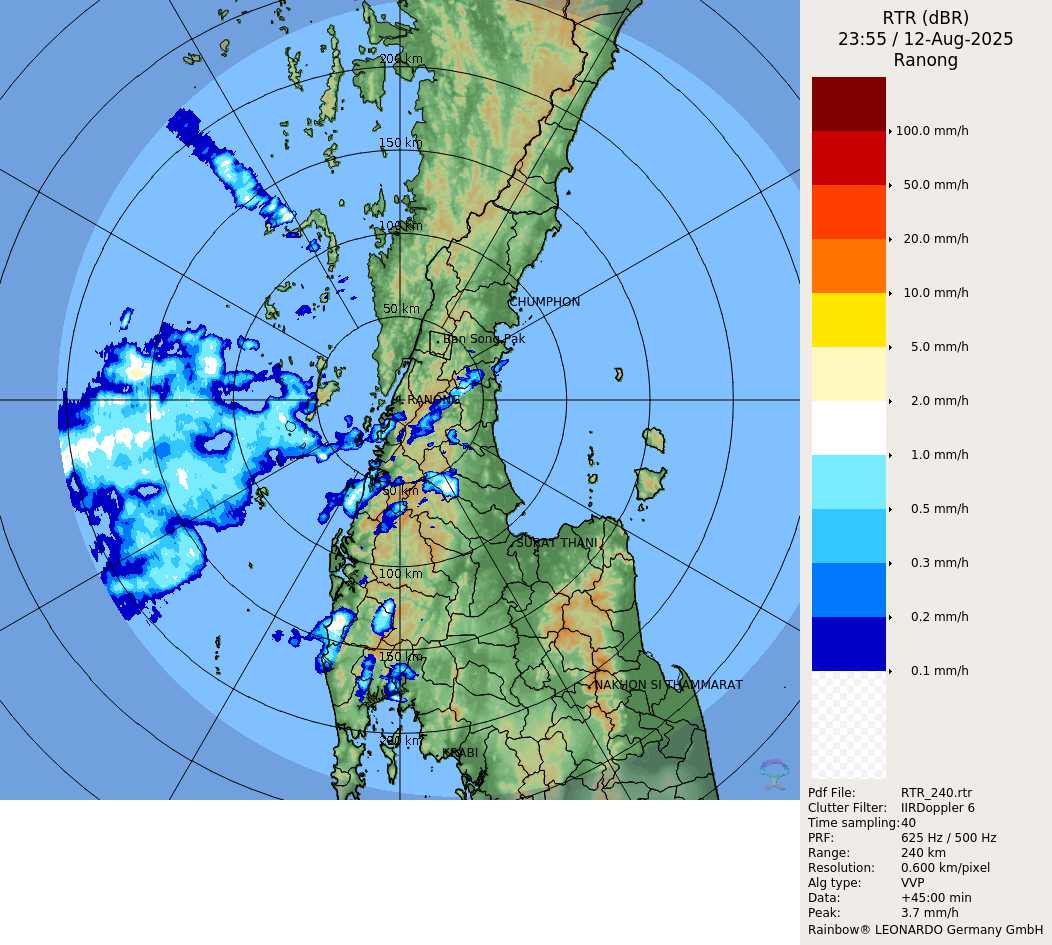 RTR (dBR)
23:55 / 12-Aug-2025
Ranong
200 km
150 km
100 km
50 km
CHUMPHON
Ban Song Pak
RANONG
50 km
SURAT THANI
100 km
150 km
NAKHON SI THAMMARAT
200 km
KRABI
100.0 mm/h
50.0 mm/h
20.0 mm/h
10.0 mm/h
5.0 mm/h
2.0 mm/h
1.0 mm/h
0.5 mm/h
0.3 mm/h
0.2 mm/h
0.1 mm/h
Pdf File: RTR_240.rtr
Clutter Filter: IIRDoppler 6
Time sampling:40
PRF: 625 Hz / 500 Hz
Range: 240 km
Resolution: 0.600 km/pixel
Alg type: VVP
Data: +45:00 min
Peak: 3.7 mm/h
Rainbow® LEONARDO Germany GmbH